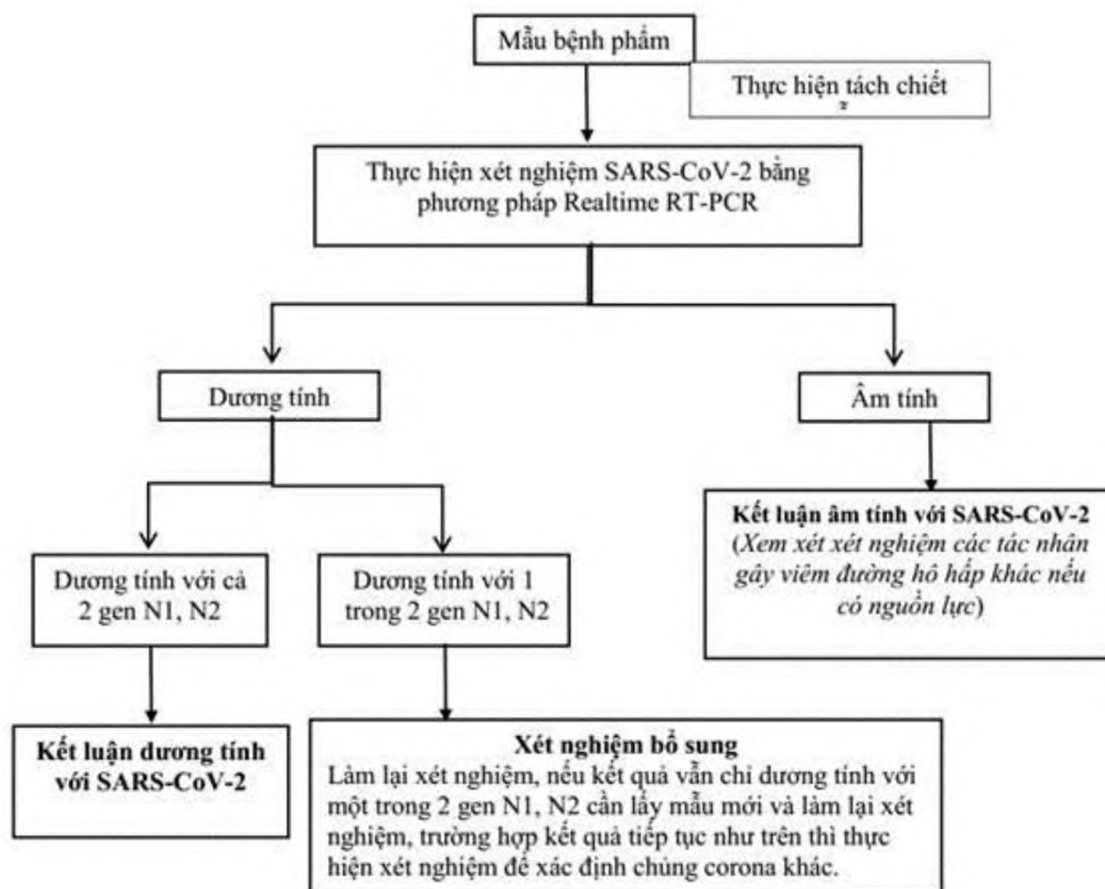 Mẫu bệnh phẩm
Thực hiện tách chiết
Thực hiện xét nghiệm SARS-CoV-2 bằng
phương pháp Realtime RT-PCR
Dương tính
Âm tính
Dương tính với cả
2 gen N1, N2
Dương tính với 1
trong 2 gen N1, N2
Kết luận âm tính với SARS-CoV-2
(Xem xét xét nghiệm các tác nhân
gây viêm đường hô hấp khác nếu
có nguồn lực)
Kết luận dương tính
với SARS-CoV-2
Xét nghiệm bổ sung
Làm lại xét nghiệm, nếu kết quả vẫn chỉ dương tính với
một trong 2 gen N1, N2 cần lấy mẫu mới và làm lại xét
nghiệm, trường hợp kết quả tiếp tục như trên thì thực
hiện xét nghiệm để xác định chủng corona khác.